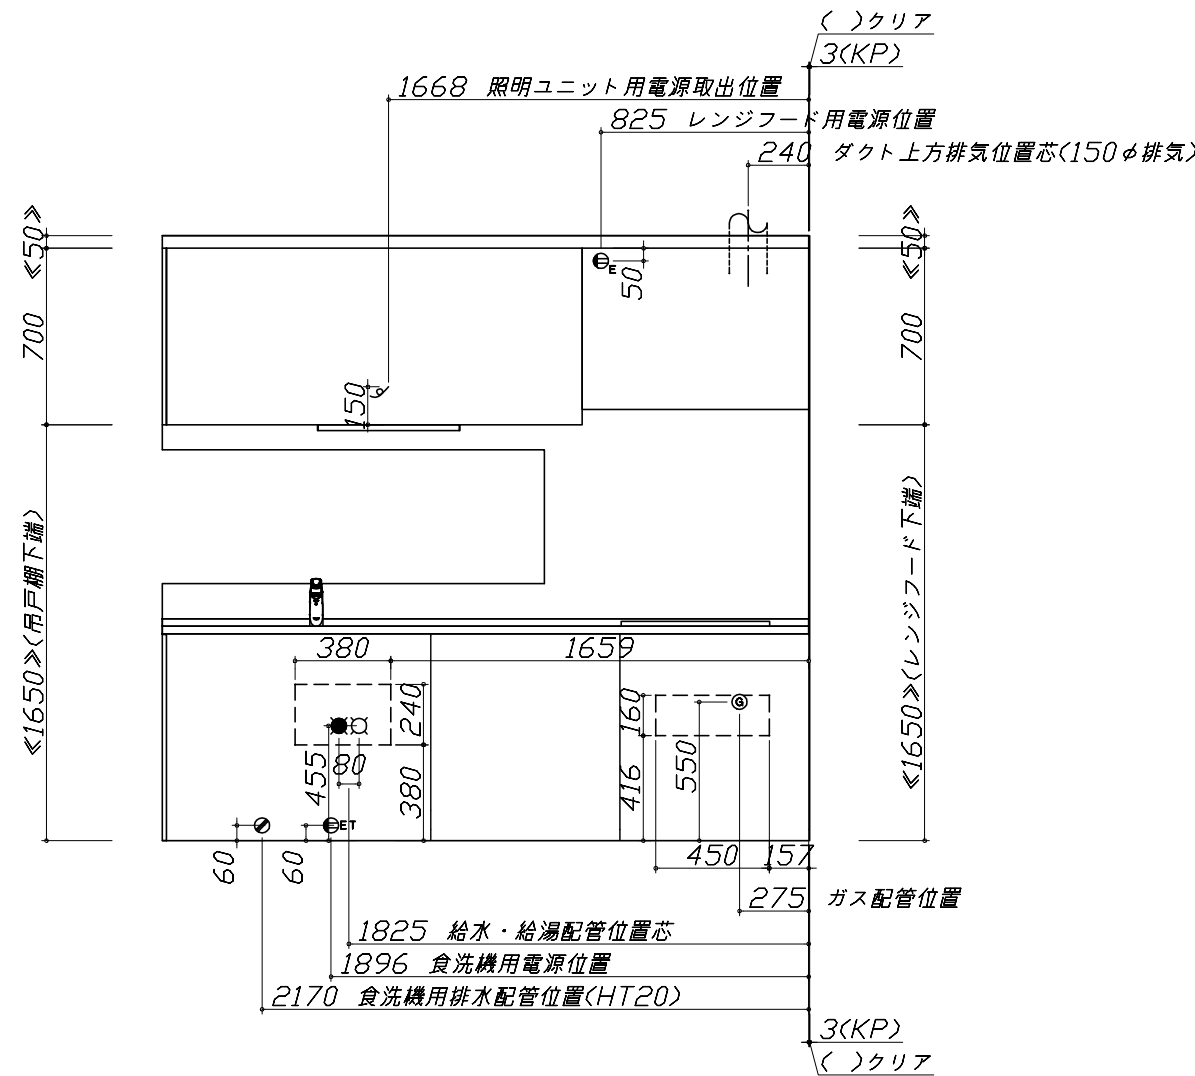 (　)クリア
3(KP)
1668 照明ユニット用電源取出位置
825 レンジフード用電源位置
240 ダクト上方排気位置芯(150φ排気)
≪50≫
≪50≫
E
50
700
700
150
≪1650≫(吊戸棚下端)
≪1650≫(レンジフード下端)
380
1659
240
160
G
455
80
380
416
550
ET
60
60
450
157
275 ガス配管位置
1825 給水・給湯配管位置芯
1896 食洗機用電源位置
2170 食洗機用排水配管位置(HT20)
3(KP)
(　)クリア